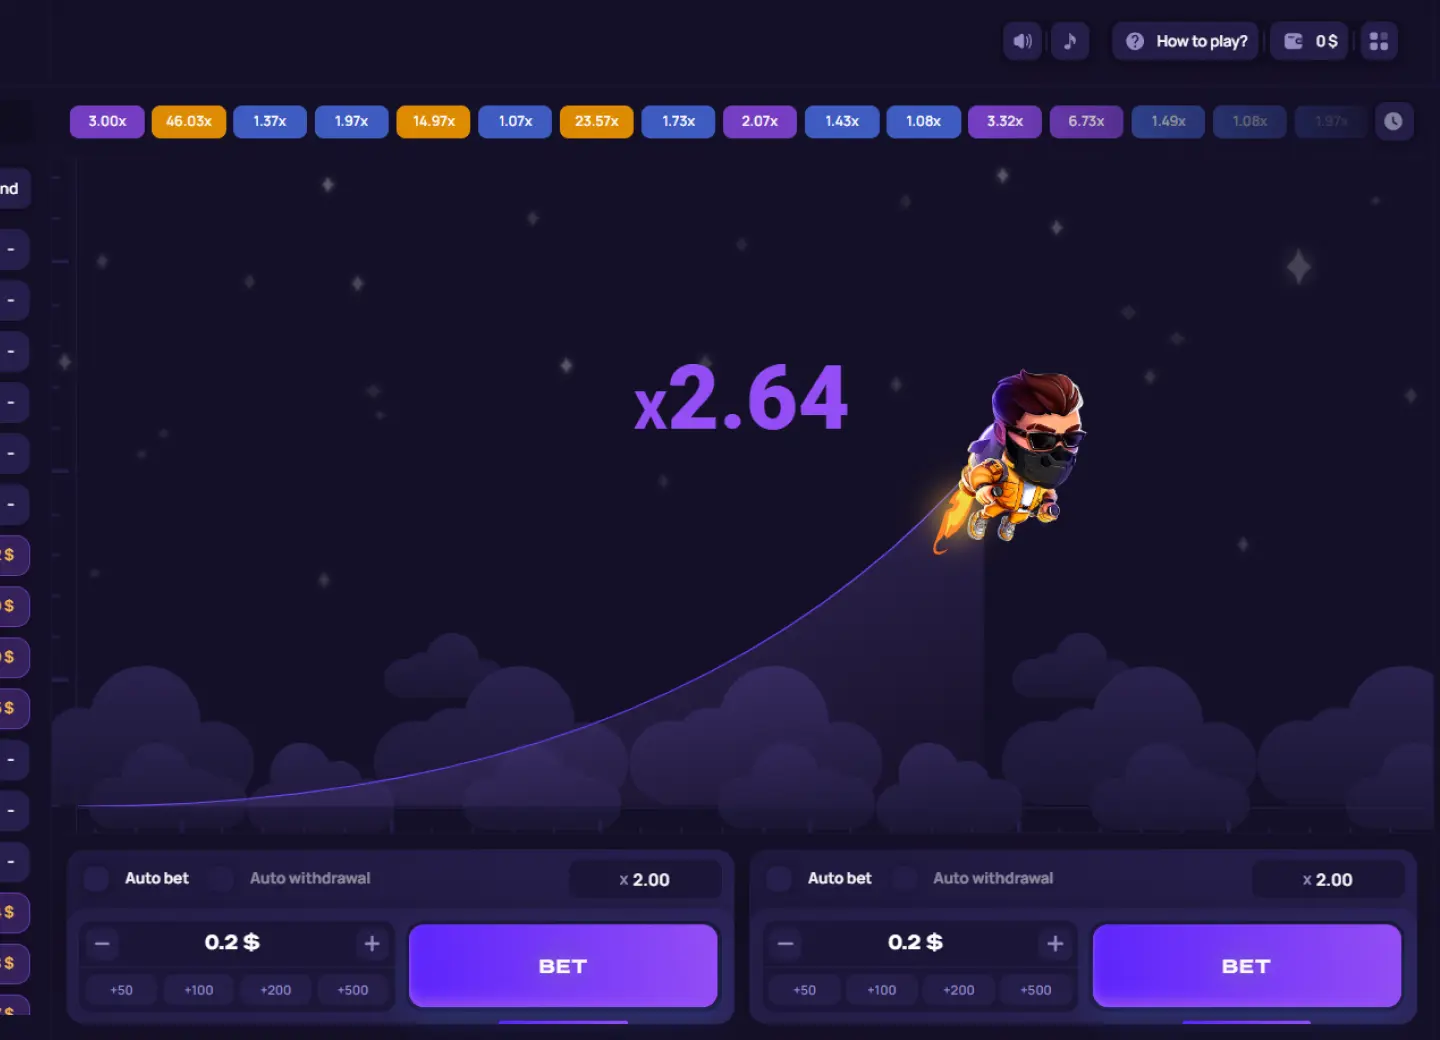 How to play?
0 $
3.00x 46.03x 1.37x 1.97x 14.97x 1.07x 23.57x 1.73x 2.07x 1.43x 1.08x 3.32x 6.73x 1.49x 1.08x 1.97x
nd
-
-
-
-
-
-
$
$
$
$
-
-
-
$
$
$
x2.64
Auto bet Auto withdrawal x 2.00
− 0.2 $ +
+50 +100 +200 +500
BET
Auto bet Auto withdrawal x 2.00
− 0.2 $ +
+50 +100 +200 +500
BET